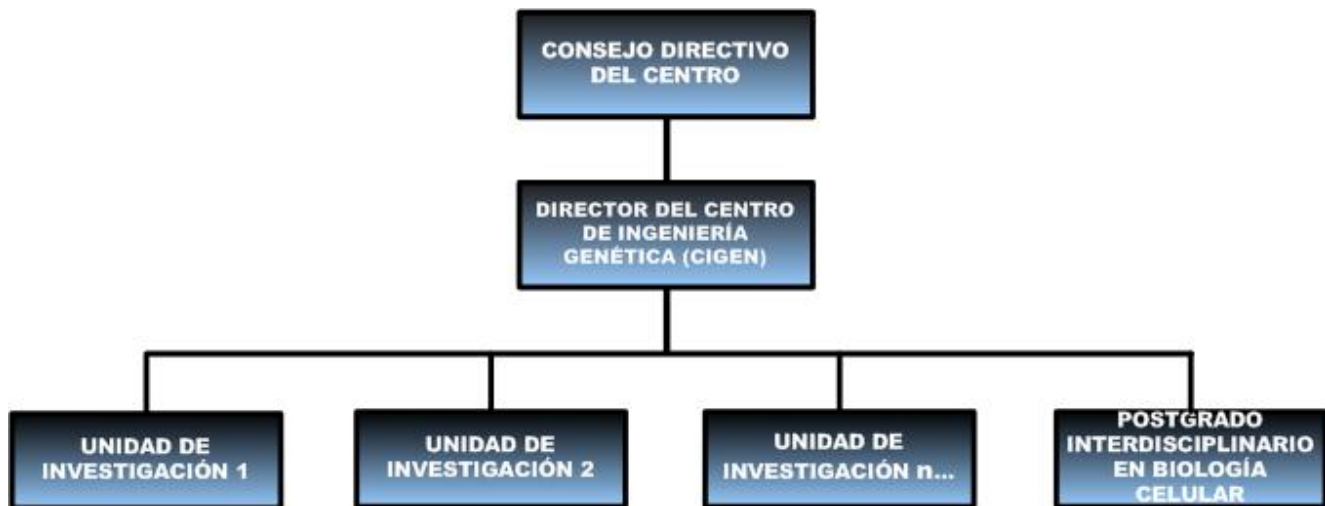 CONSEJO DIRECTIVO
DEL CENTRO
DIRECTOR DEL CENTRO
DE INGENIERÍA
GENÉTICA (CIGEN)
UNIDAD DE
INVESTIGACIÓN 1
UNIDAD DE
INVESTIGACIÓN 2
UNIDAD DE
INVESTIGACIÓN n...
POSTGRADO
INTERDISCIPLINARIO
EN BIOLOGÍA
CELULAR